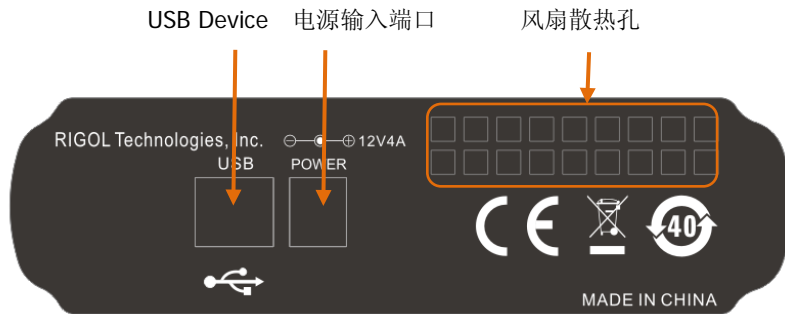 USB Device 电源输入端口 风扇散热孔
RIGOL Technologies, Inc. 12V4A
USB POWER
CE 40
MADE IN CHINA